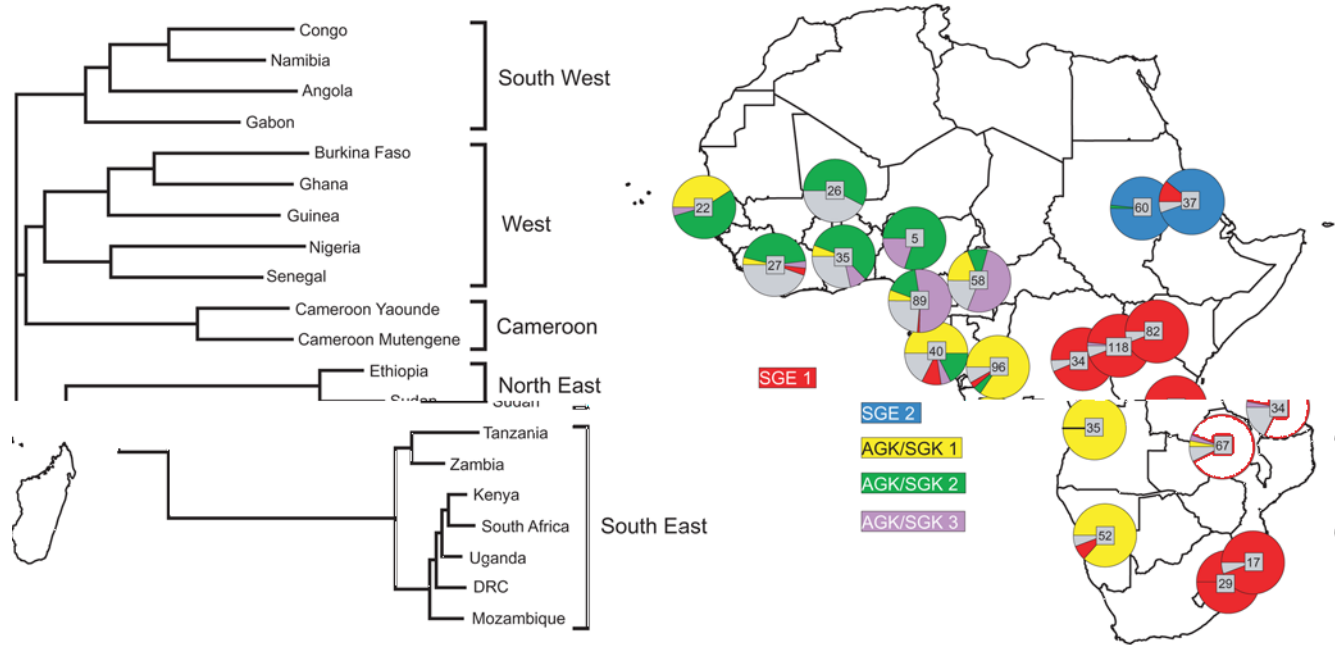 Congo
Namibia
Angola
Gabon
South West
Burkina Faso
Ghana
Guinea
Nigeria
Senegal
West
Cameroon Yaounde
Cameroon Mutengene
Cameroon
Ethiopia
Sudan
North East
Sudan
Tanzania
Zambia
Kenya
South Africa
Uganda
DRC
Mozambique
South East
22
26
27
35
5
89
58
40
96
60
37
34
118
82
SGE 1
SGE 2
AGK/SGK 1
AGK/SGK 2
AGK/SGK 3
35
34
67
52
17
29